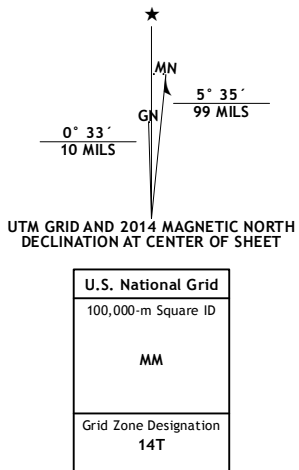 ★
MN
GN
5° 35´
99 MILS
0° 33´
10 MILS
UTM GRID AND 2014 MAGNETIC NORTH
DECLINATION AT CENTER OF SHEET
U.S. National Grid
100,000-m Square ID
MM
Grid Zone Designation
14T